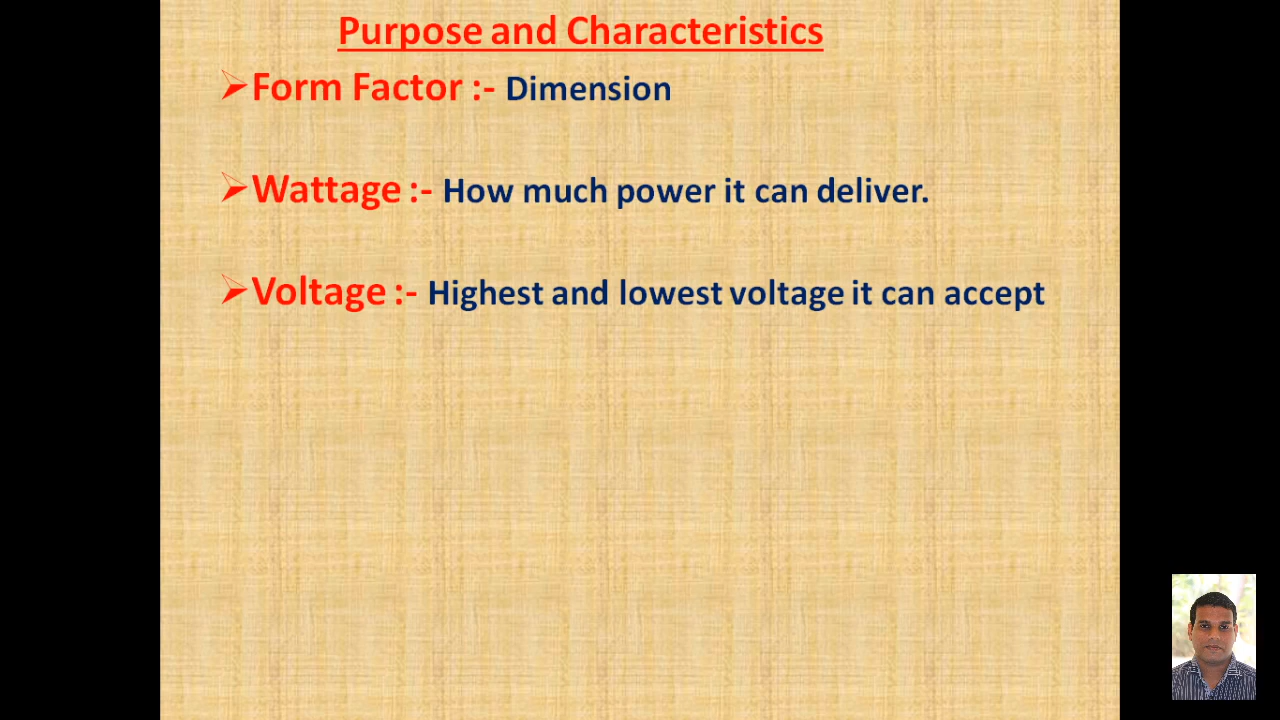 Purpose and Characteristics
Form Factor :- Dimension
Wattage :- How much power it can deliver.
Voltage :- Highest and lowest voltage it can accept